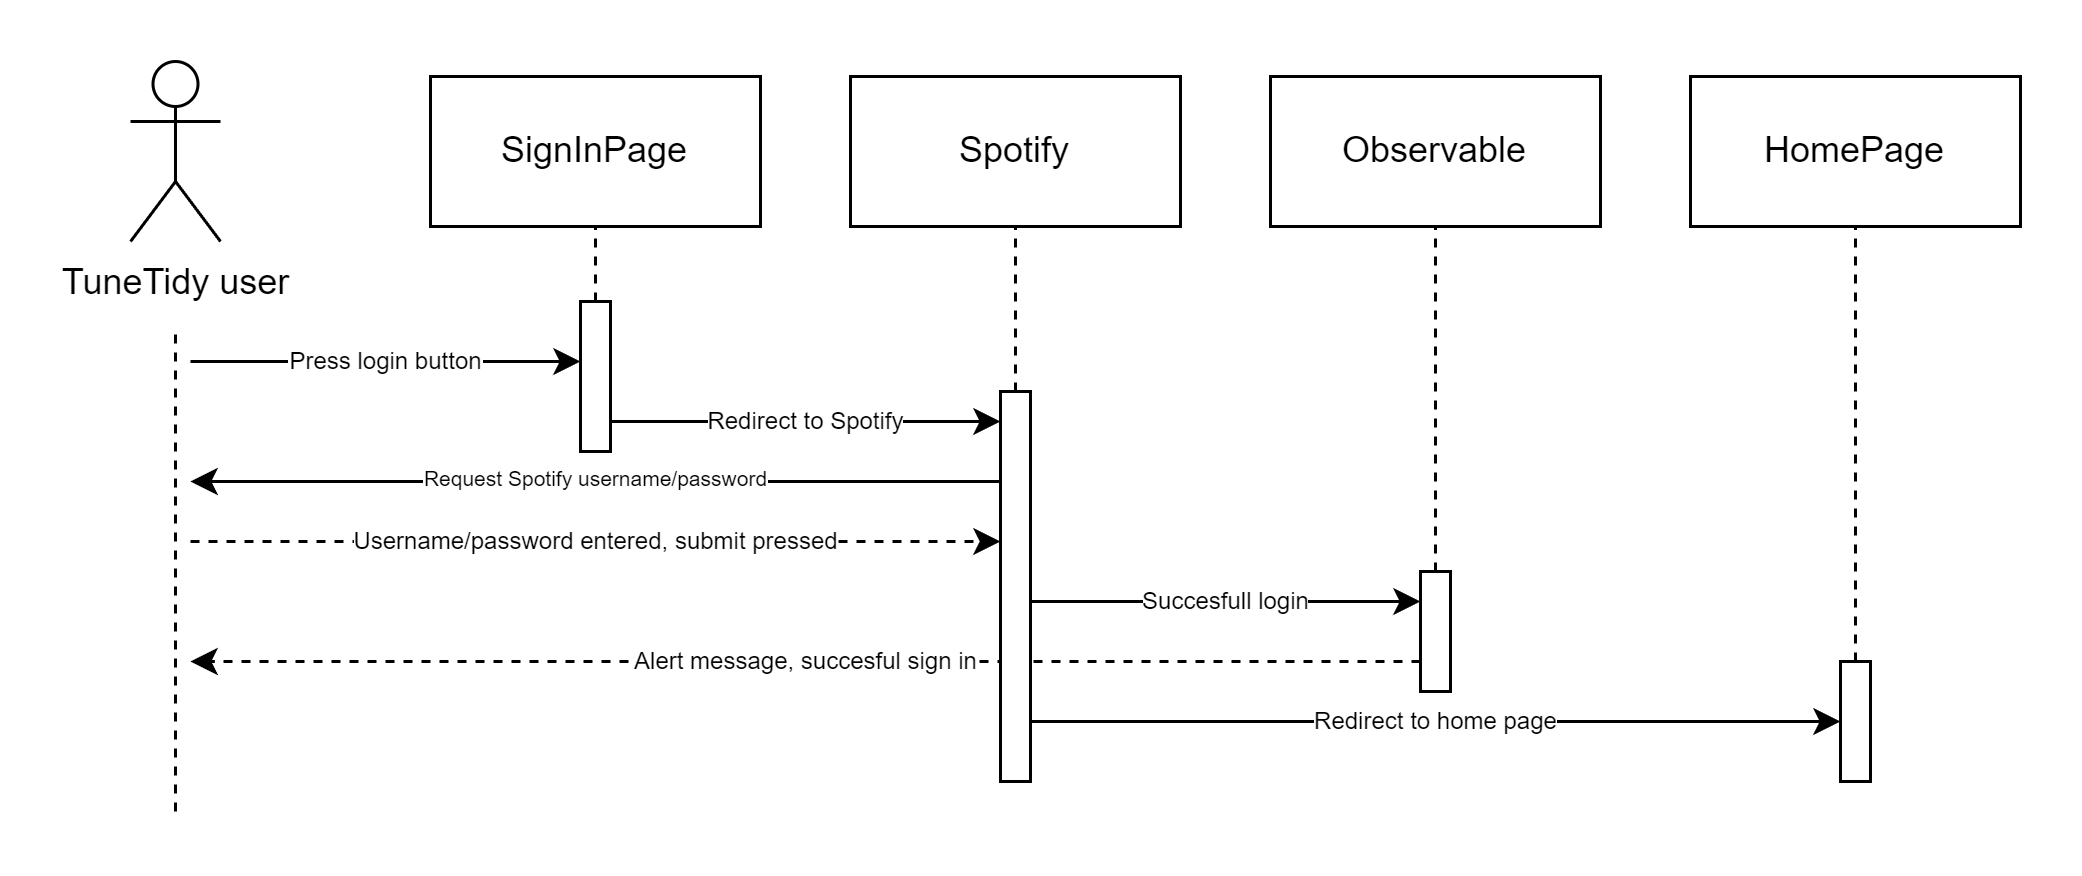 SignInPage
Spotify
Observable
HomePage
TuneTidy user
Press login button
Redirect to Spotify
Request Spotify username/password
Username/password entered, submit pressed
Succesfull login
Alert message, succesful sign in
Redirect to home page